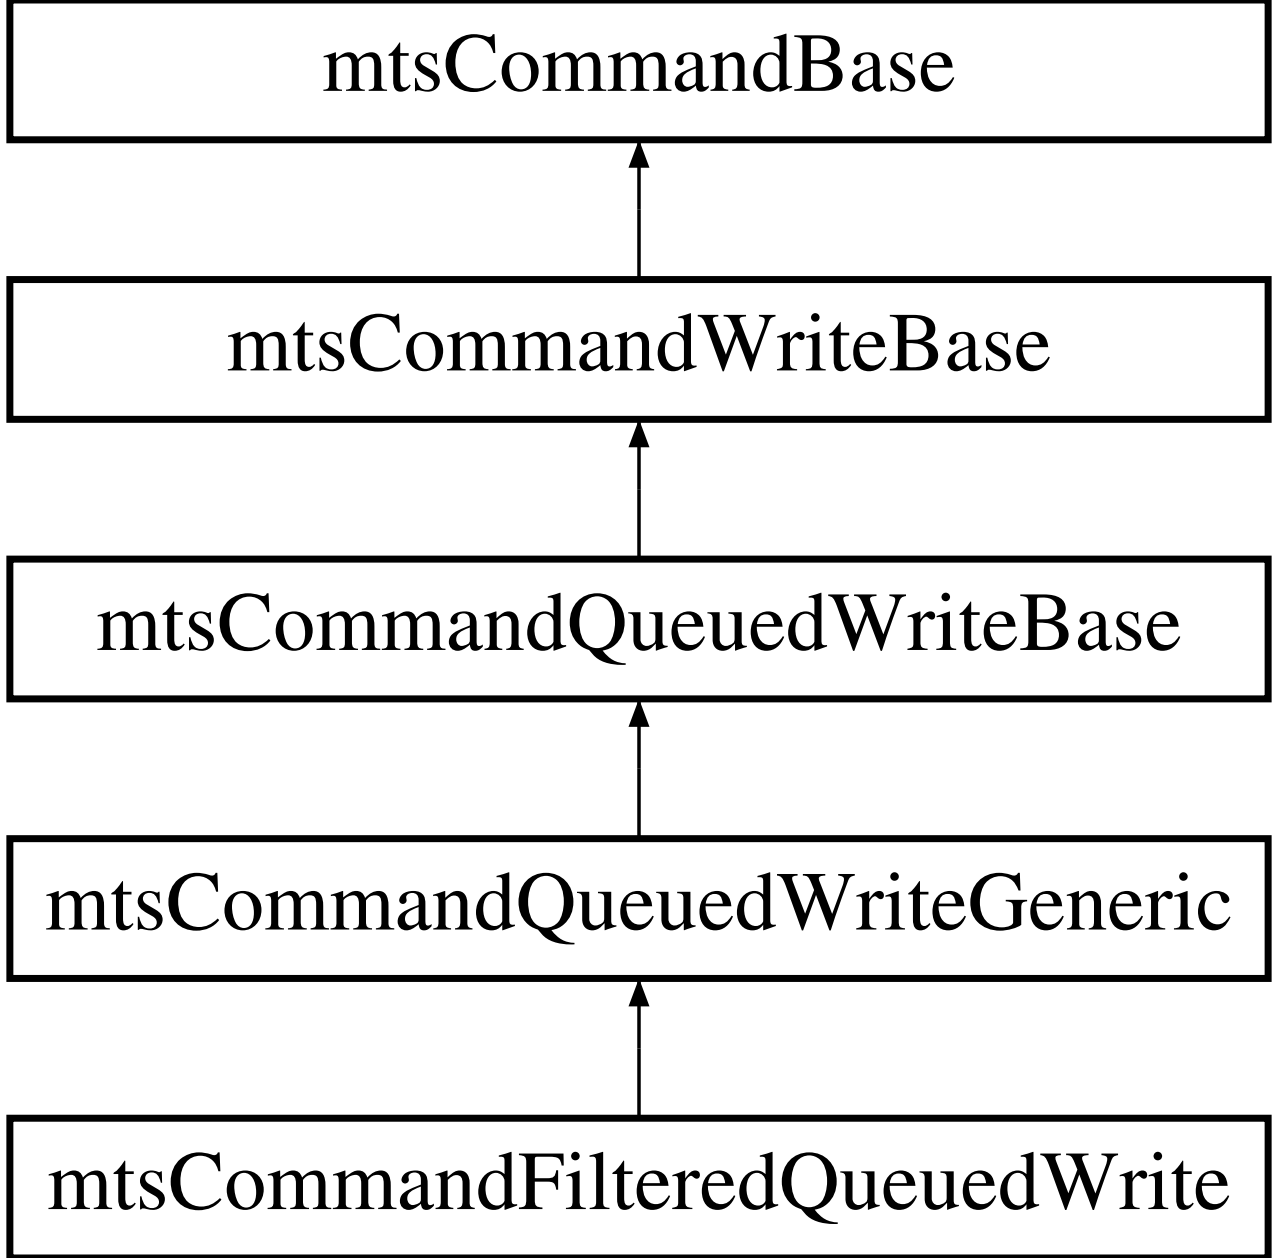 mtsCommandBase
mtsCommandWriteBase
mtsCommandQueuedWriteBase
mtsCommandQueuedWriteGeneric
mtsCommandFilteredQueuedWrite